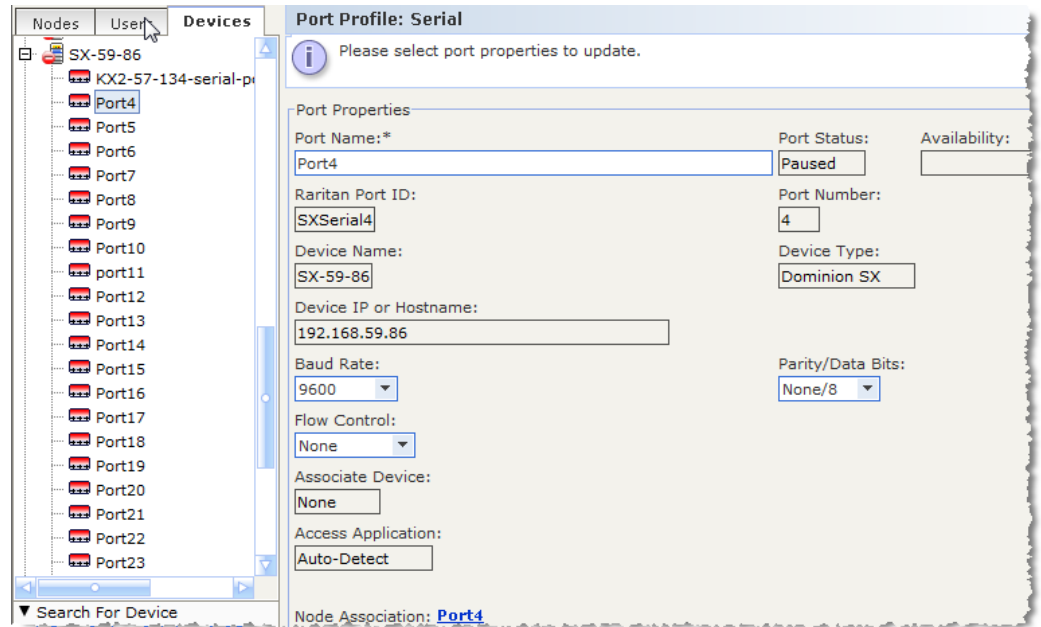 Nodes Users Devices
SX-59-86
KX2-57-134-serial-po
Port4
Port5
Port6
Port7
Port8
Port9
Port10
port11
Port12
Port13
Port14
Port15
Port16
Port17
Port18
Port19
Port20
Port21
Port22
Port23
Search For Device
Port Profile: Serial
Please select port properties to update.
Port Properties
Port Name:* Port Status: Availability:
Port4 Paused
Raritan Port ID: Port Number:
SXSerial4 4
Device Name: Device Type:
SX-59-86 Dominion SX
Device IP or Hostname:
192.168.59.86
Baud Rate: Parity/Data Bits:
9600 None/8
Flow Control:
None
Associate Device:
None
Access Application:
Auto-Detect
Node Association: Port4